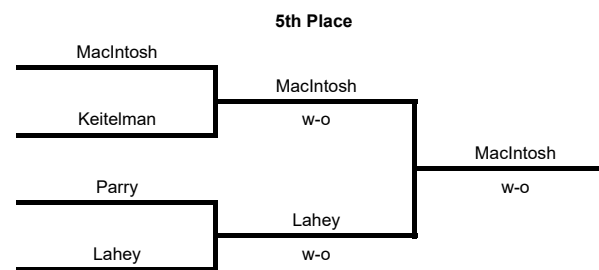 5th Place
MacIntosh
MacIntosh
Keitelman
w-o
MacIntosh
Parry
w-o
Lahey
Lahey
w-o